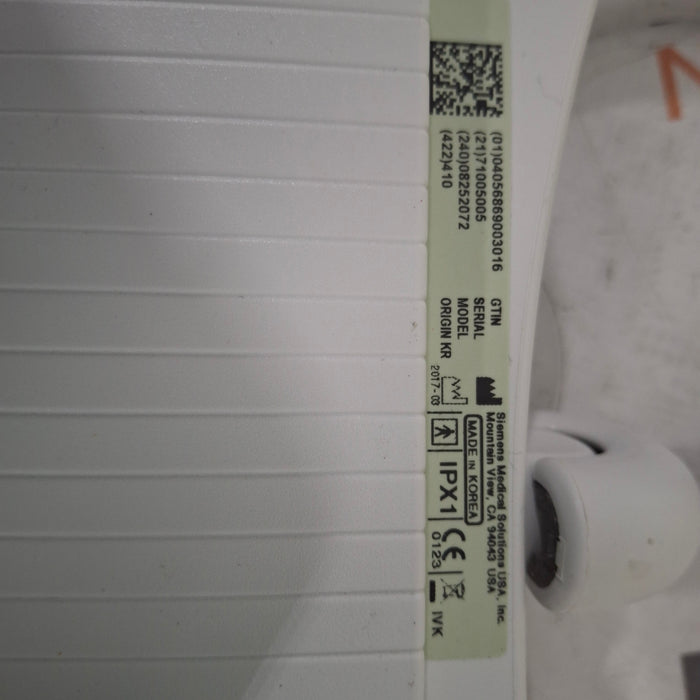 (01)04056869003016 GTIN
(21)71005005 SERIAL
(240)08252072 MODEL
(422)410 ORIGIN KR
2017-03
Siemens Medical Solutions USA, Inc.
Mountain View, CA 94043 USA
MADE IN KOREA
IPX1
CE
0123
IVK